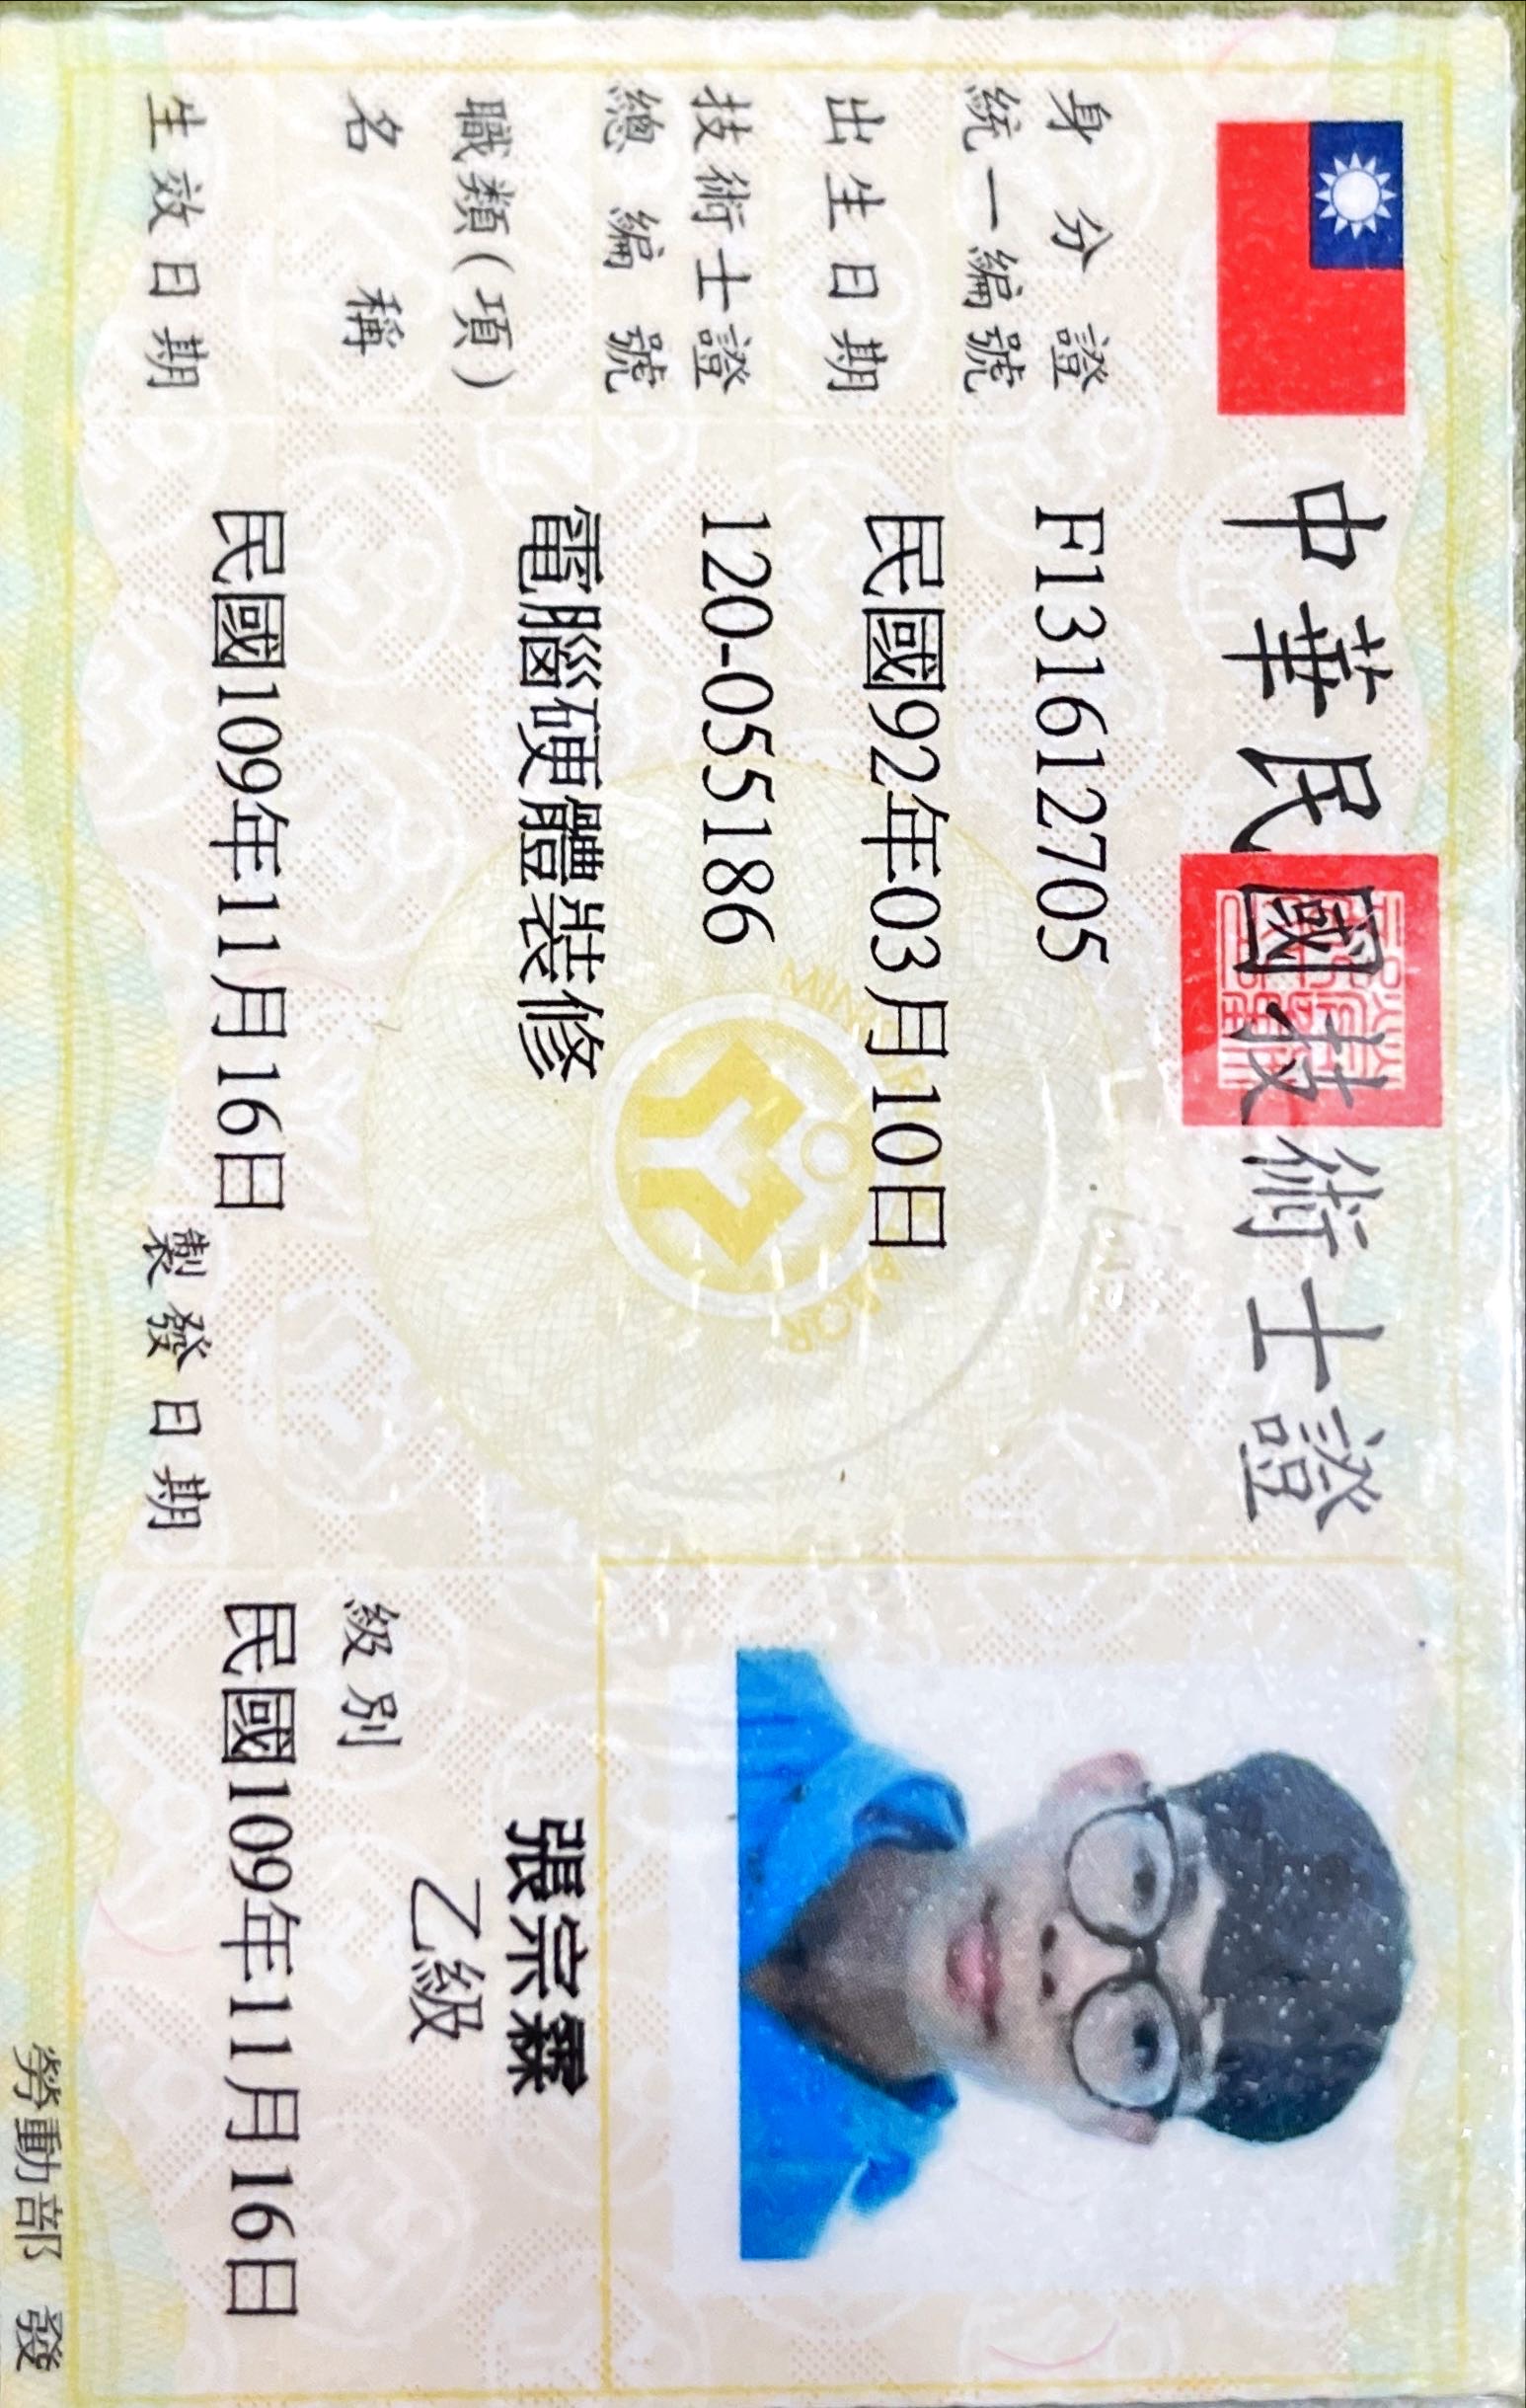 中華民國技術士證
身分證
統一編號
F131612705
出生日期
民國92年03月10日
技術士證
總編號
120-055186
職類(項)
名稱
電腦硬體裝修
張宗霖
級別
乙級
生效日期
民國109年11月16日
製發日期
民國109年11月16日
勞動部 發